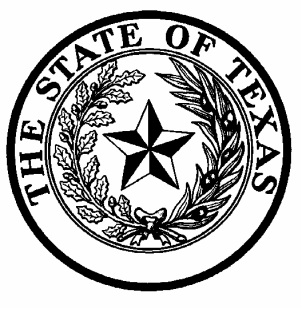 THE STATE OF TEXAS